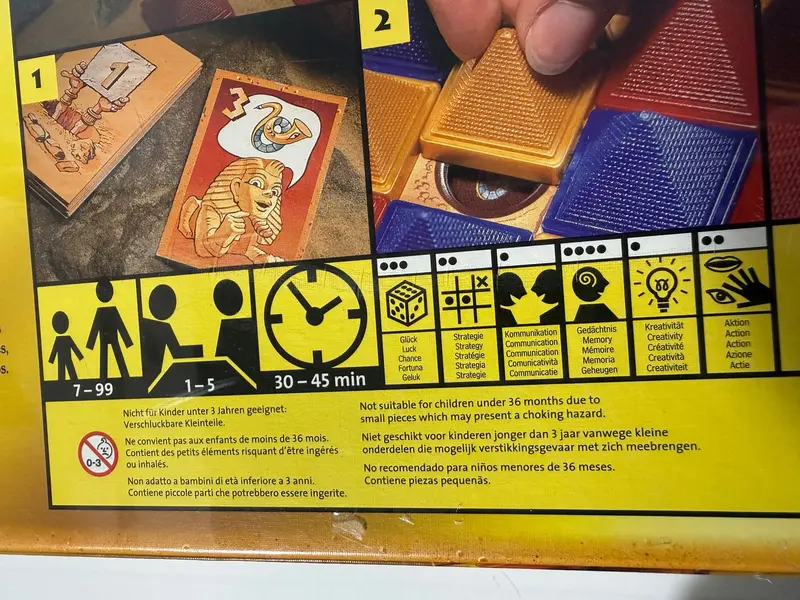 1
1
3
2
s,
os.
7 – 99
1 – 5
30 – 45 min
Glück
Luck
Chance
Fortuna
Geluk
Strategie
Strategy
Stratégie
Strategia
Strategie
Kommunikation
Communication
Communication
Comunicatività
Communicatie
Gedächtnis
Memory
Mémoire
Memoria
Geheugen
Kreativität
Creativity
Créativité
Creatività
Creativiteit
Aktion
Action
Action
Azione
Actie
0-3
Nicht für Kinder unter 3 Jahren geeignet:
Verschluckbare Kleinteile.
Ne convient pas aux enfants de moins de 36 mois.
Contient des petits éléments risquant d'être ingérés
ou inhalés.
Non adatto a bambini di età inferiore a 3 anni.
Contiene piccole parti che potrebbero essere ingerite.
Not suitable for children under 36 months due to
small pieces which may present a choking hazard.
Niet geschikt voor kinderen jonger dan 3 jaar vanwege kleine
onderdelen die mogelijk verstikkingsgevaar met zich meebrengen.
No recomendado para niños menores de 36 meses.
Contiene piezas pequenãs.